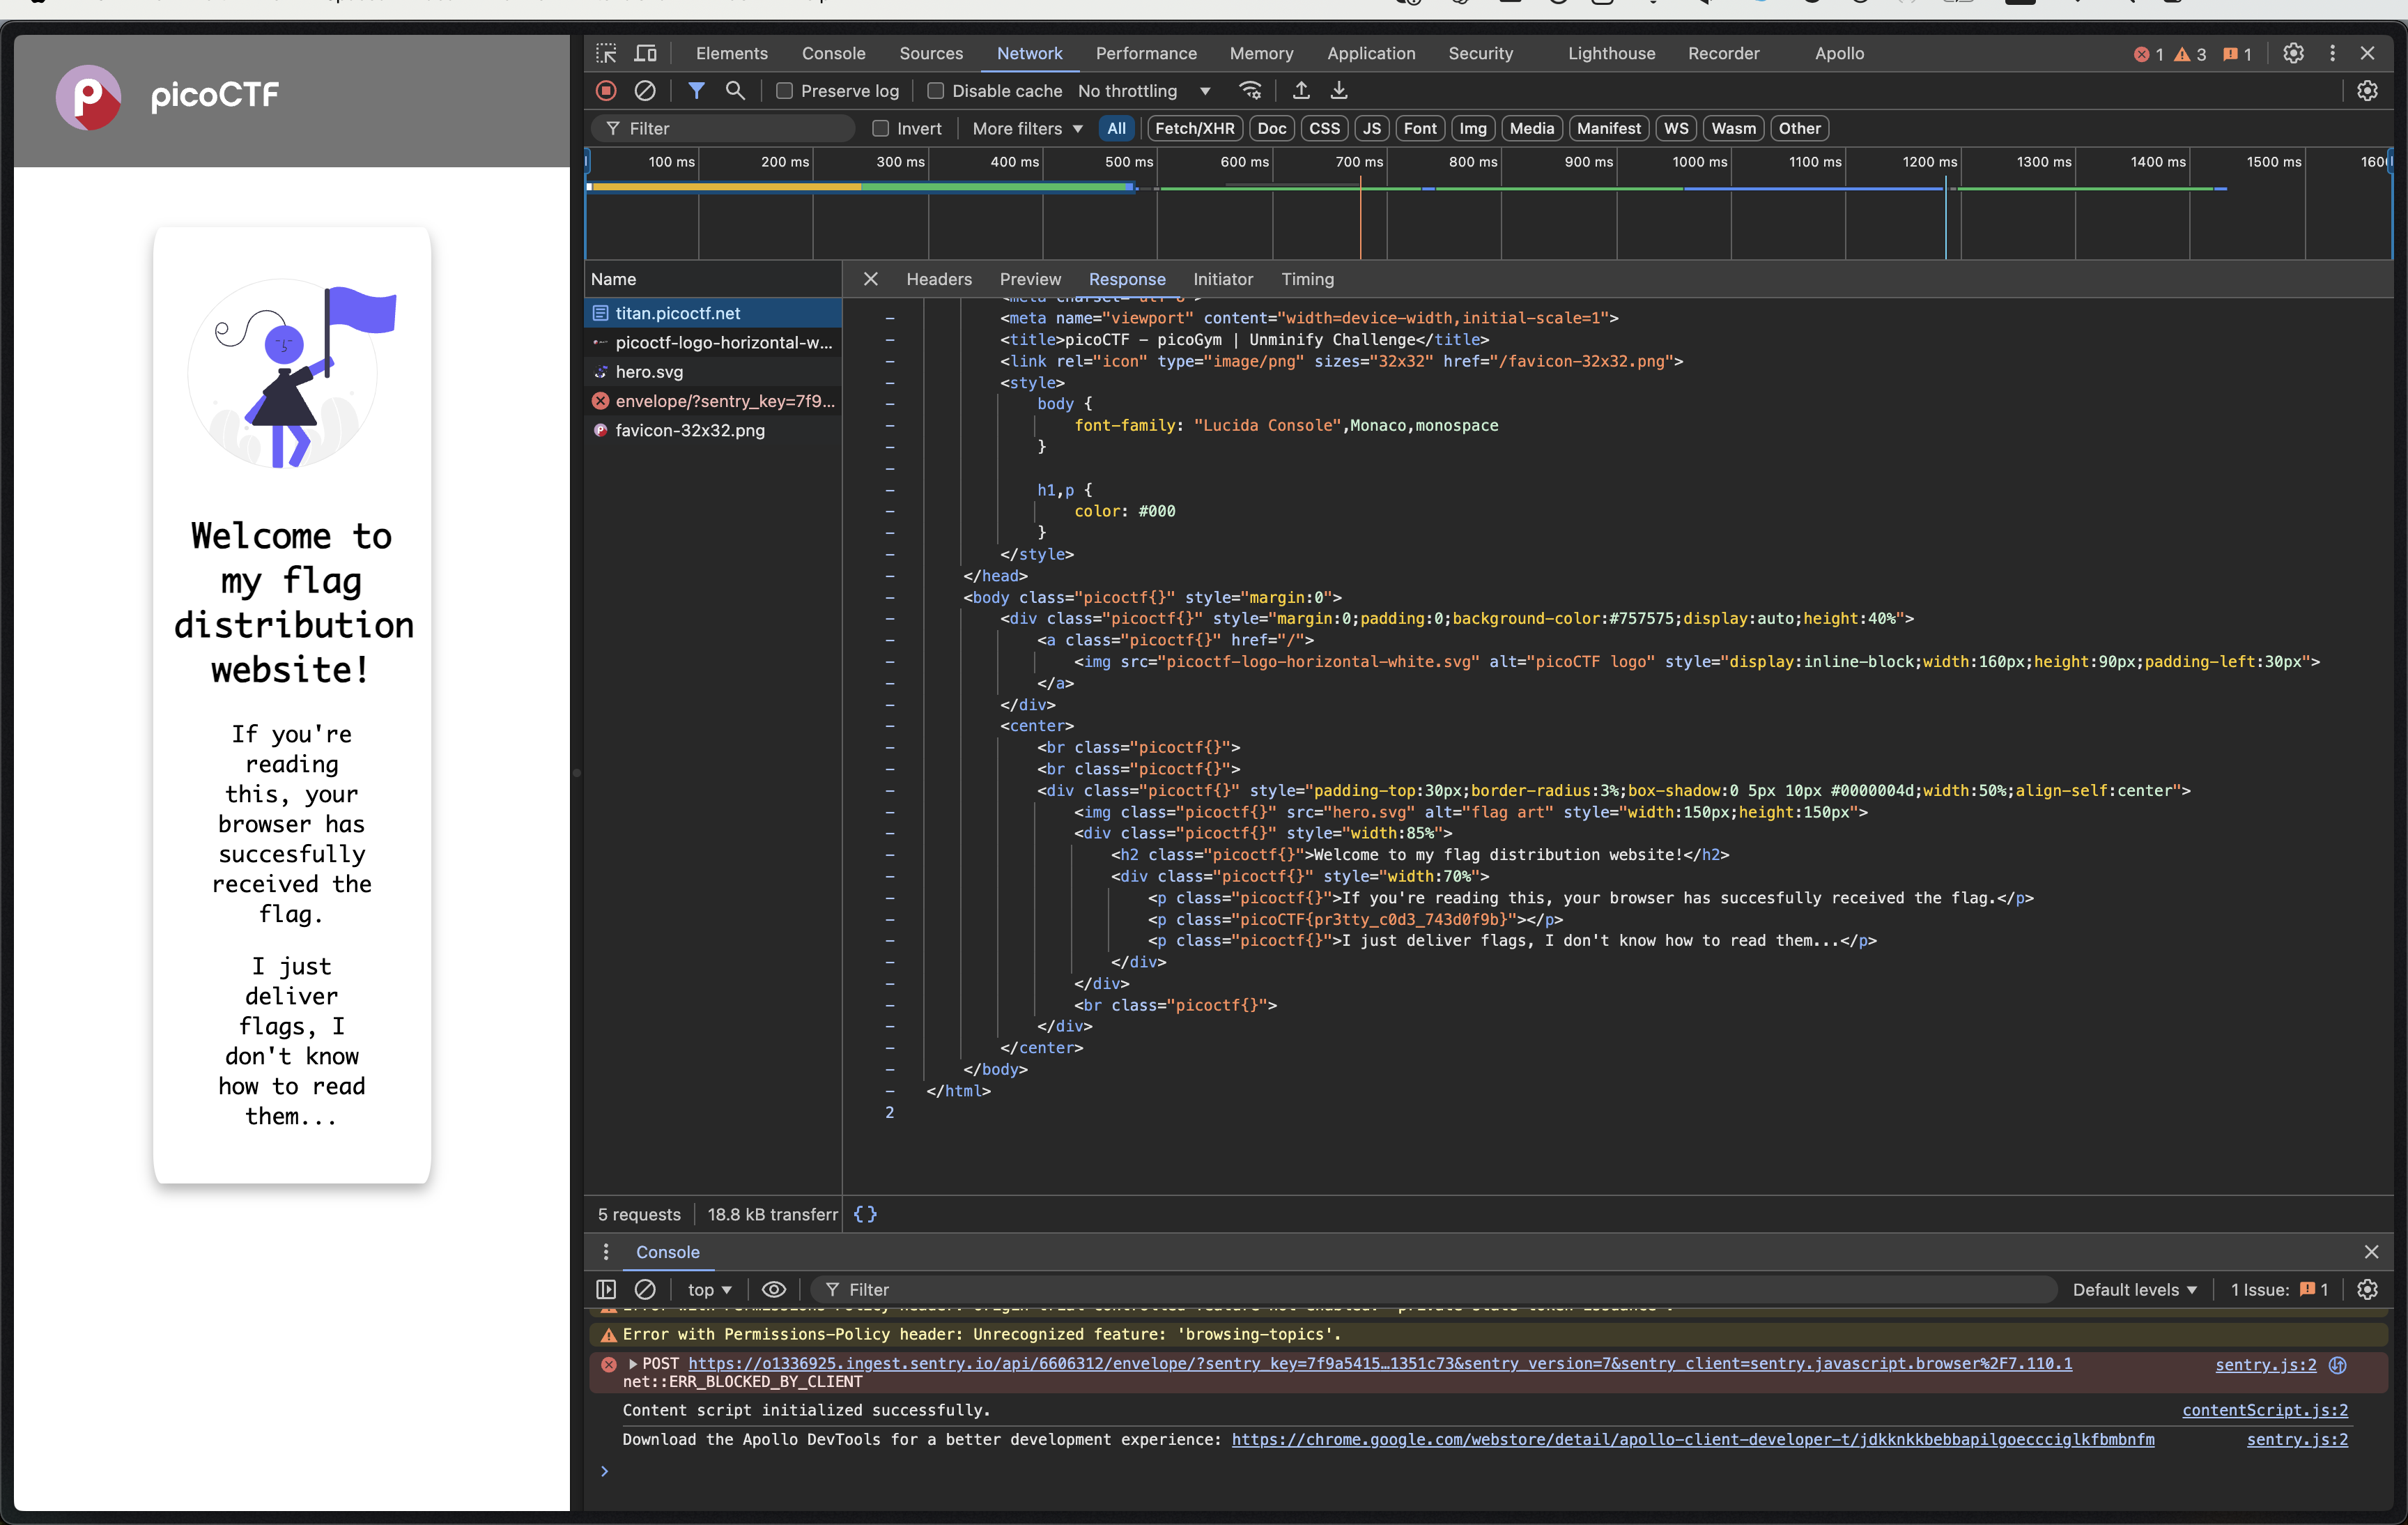 picoCTF
Welcome to
my flag
distribution
website!
If you're
reading
this, your
browser has
succesfully
received the
flag.
I just
deliver
flags, I
don't know
how to read
them...
Elements Console Sources Network Performance Memory Application Security Lighthouse Recorder Apollo 1 3 1
Preserve log Disable cache No throttling
Filter Invert More filters All Fetch/XHR Doc CSS JS Font Img Media Manifest WS Wasm Other
100 ms 200 ms 300 ms 400 ms 500 ms 600 ms 700 ms 800 ms 900 ms 1000 ms 1100 ms 1200 ms 1300 ms 1400 ms 1500 ms
Name
titan.picoctf.net
picoctf-logo-horizontal-w...
hero.svg
envelope/?sentry_key=7f9...
favicon-32x32.png
Headers Preview Response Initiator Timing
<meta charset="utf-8">
<meta name="viewport" content="width=device-width,initial-scale=1">
<title>picoCTF - picoGym | Unminify Challenge</title>
<link rel="icon" type="image/png" sizes="32x32" href="/favicon-32x32.png">
<style>
body {
font-family: "Lucida Console",Monaco,monospace
}
h1,p {
color: #000
}
</style>
</head>
<body class="picoctf{}" style="margin:0">
<div class="picoctf{}" style="margin:0;padding:0;background-color:#757575;display:auto;height:40%">
<a class="picoctf{}" href="/">
<img src="picoctf-logo-horizontal-white.svg" alt="picoCTF logo" style="display:inline-block;width:160px;height:90px;padding-left:30px">
</a>
</div>
<center>
<br class="picoctf{}">
<br class="picoctf{}">
<div class="picoctf{}" style="padding-top:30px;border-radius:3%;box-shadow:0 5px 10px #0000004d;width:50%;align-self:center">
<img class="picoctf{}" src="hero.svg" alt="flag art" style="width:150px;height:150px">
<div class="picoctf{}" style="width:85%">
<h2 class="picoctf{}">Welcome to my flag distribution website!</h2>
<div class="picoctf{}" style="width:70%">
<p class="picoctf{}">If you're reading this, your browser has succesfully received the flag.</p>
<p class="picoCTF{pr3tty_c0d3_743d0f9b}"></p>
<p class="picoctf{}">I just deliver flags, I don't know how to read them...</p>
</div>
</div>
<br class="picoctf{}">
</div>
</center>
</body>
</html>
2
5 requests 18.8 kB transferr {}
Console
top Filter Default levels 1 Issue: 1
Error with Permissions-Policy header: Origin trial controlled feature not enabled: 'private-state-token-issuance'.
Error with Permissions-Policy header: Unrecognized feature: 'browsing-topics'.
POST https://o1336925.ingest.sentry.io/api/6606312/envelope/?sentry_key=7f9a5415…1351c73&sentry_version=7&sentry_client=sentry.javascript.browser%2F7.110.1 sentry.js:2
net::ERR_BLOCKED_BY_CLIENT
Content script initialized successfully. contentScript.js:2
Download the Apollo DevTools for a better development experience: https://chrome.google.com/webstore/detail/apollo-client-developer-t/jdkknkkbebbapilgoeccciglkfbmbnfm sentry.js:2